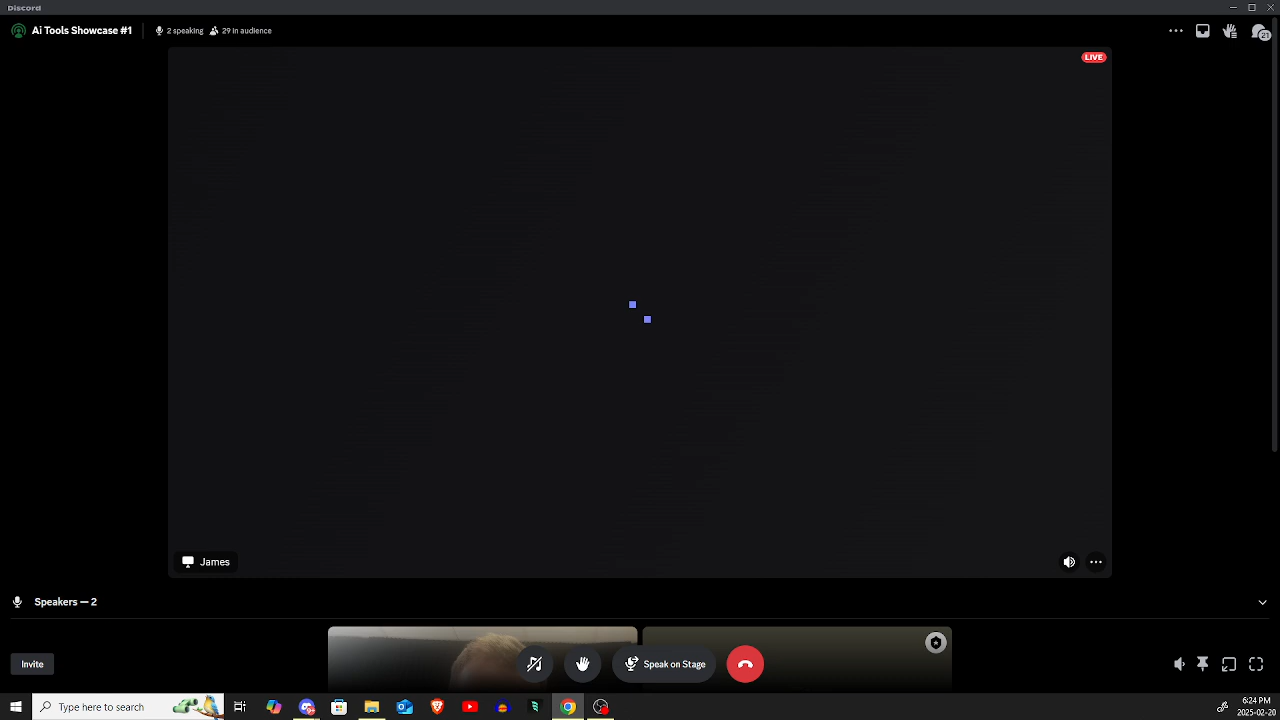 Discord
Ai Tools Showcase #1
2 speaking
29 in audience
21
LIVE
James
Speakers — 2
Invite
Speak on Stage
Type here to search
6:24 PM
2025-02-20